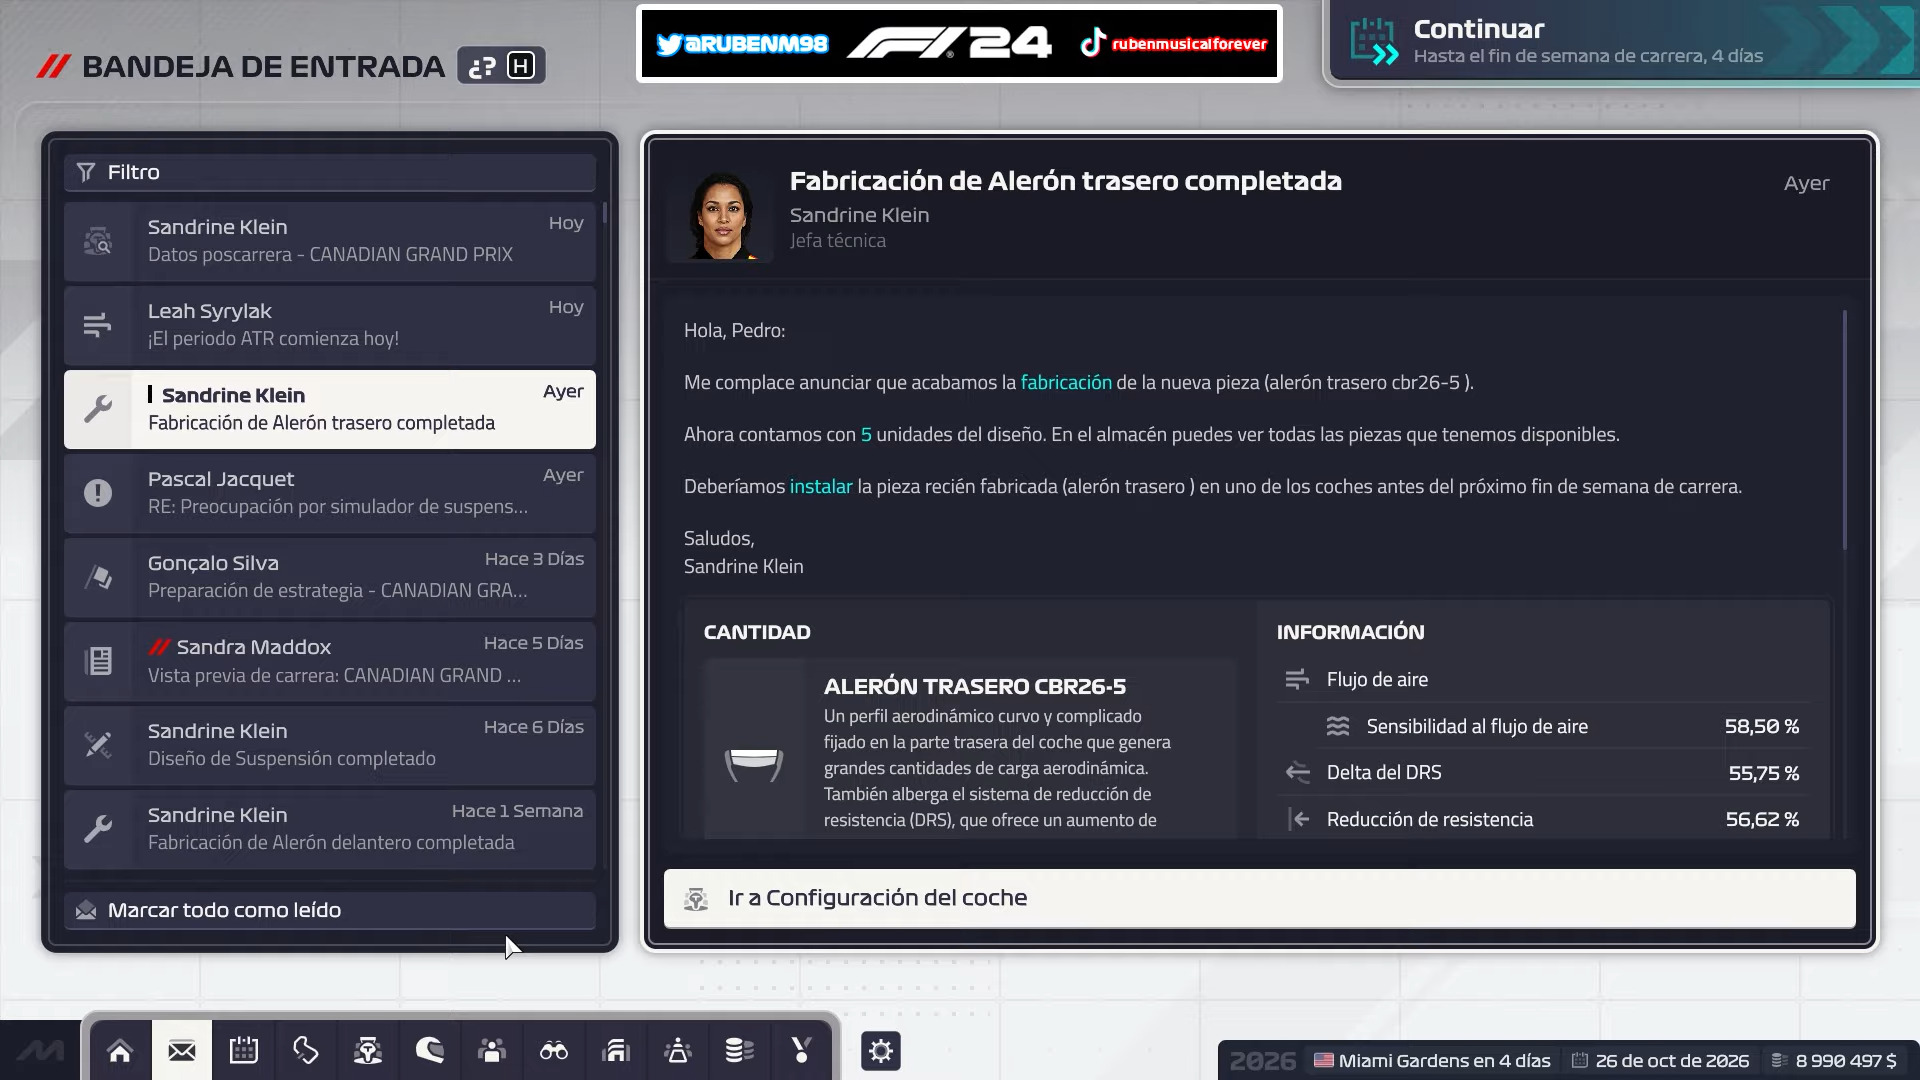 BANDEJA DE ENTRADA
¿? H
@RUBENM98
F1 24
rubenmusicalforever
Continuar
Hasta el fin de semana de carrera, 4 días
Filtro
Sandrine Klein
Hoy
Datos poscarrera - CANADIAN GRAND PRIX
Leah Syrylak
Hoy
¡El periodo ATR comienza hoy!
Sandrine Klein
Ayer
Fabricación de Alerón trasero completada
Pascal Jacquet
Ayer
RE: Preocupación por simulador de suspens...
Gonçalo Silva
Hace 3 Días
Preparación de estrategia - CANADIAN GRA...
Sandra Maddox
Hace 5 Días
Vista previa de carrera: CANADIAN GRAND ...
Sandrine Klein
Hace 6 Días
Diseño de Suspensión completado
Sandrine Klein
Hace 1 Semana
Fabricación de Alerón delantero completada
Marcar todo como leído
Fabricación de Alerón trasero completada
Ayer
Sandrine Klein
Jefa técnica
Hola, Pedro:
Me complace anunciar que acabamos la fabricación de la nueva pieza (alerón trasero cbr26-5 ).
Ahora contamos con 5 unidades del diseño. En el almacén puedes ver todas las piezas que tenemos disponibles.
Deberíamos instalar la pieza recién fabricada (alerón trasero ) en uno de los coches antes del próximo fin de semana de carrera.
Saludos,
Sandrine Klein
CANTIDAD
ALERÓN TRASERO CBR26-5
Un perfil aerodinámico curvo y complicado
fijado en la parte trasera del coche que genera
grandes cantidades de carga aerodinámica.
También alberga el sistema de reducción de
resistencia (DRS), que ofrece un aumento de
INFORMACIÓN
Flujo de aire
Sensibilidad al flujo de aire 58,50 %
Delta del DRS 55,75 %
Reducción de resistencia 56,62 %
Ir a Configuración del coche
2026
Miami Gardens en 4 días
26 de oct de 2026
8 990 497 $